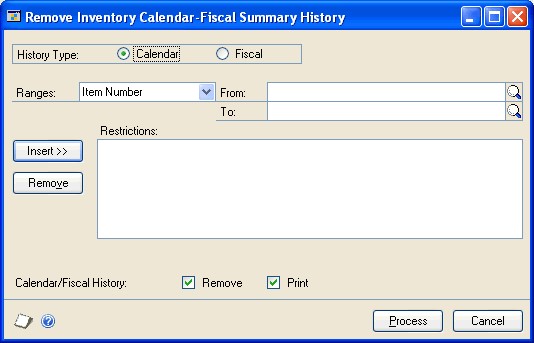 Remove Inventory Calendar-Fiscal Summary History
History Type: Calendar Fiscal
Ranges: Item Number From:
To:
Restrictions:
Insert >>
Remove
Calendar/Fiscal History: Remove Print
Process Cancel